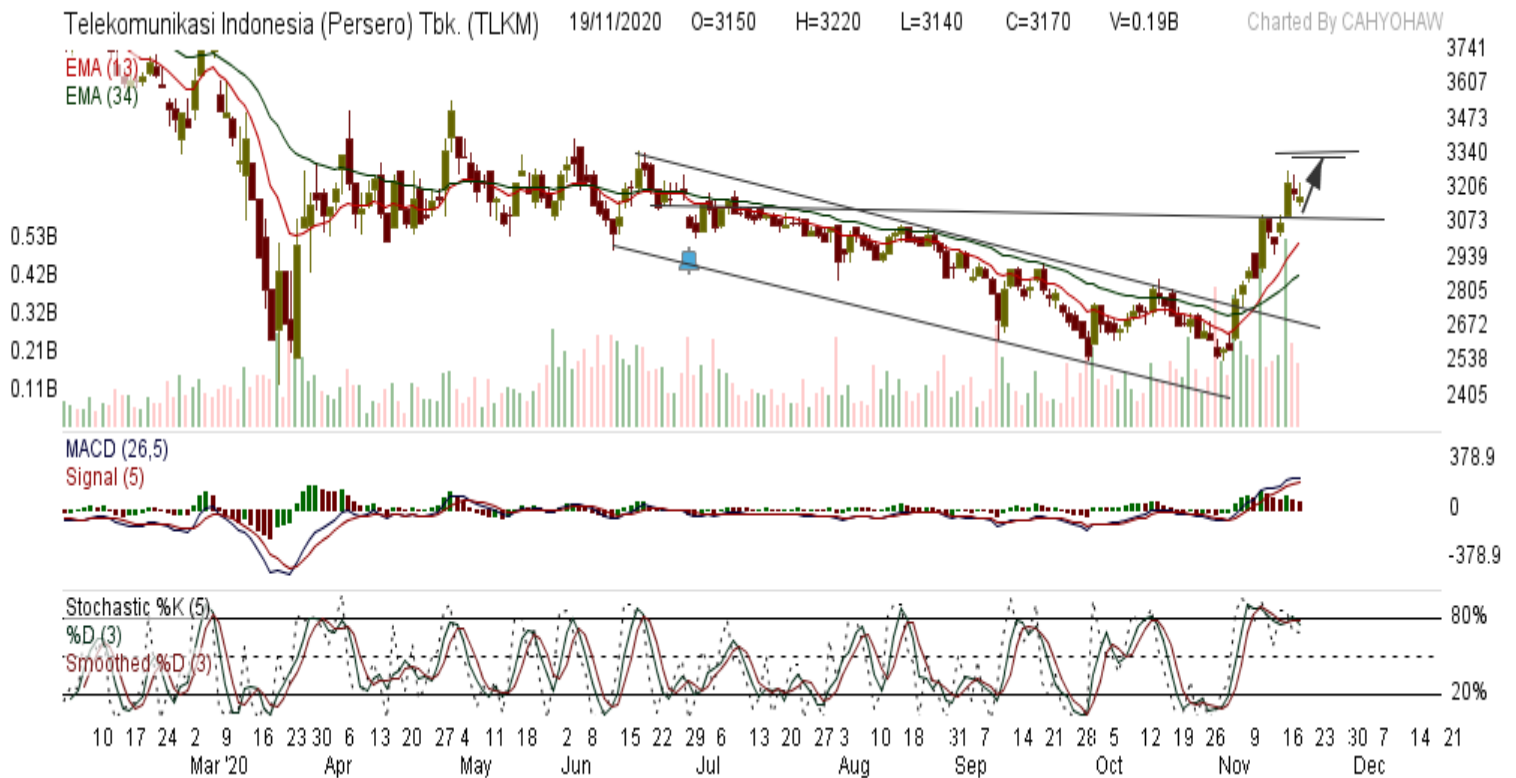 Telekomunikasi Indonesia (Persero) Tbk. (TLKM) 19/11/2020 O=3150 H=3220 L=3140 C=3170 V=0.19B Charted By CAHYOHAW
EMA (13)
EMA (34)
3741
3607
3473
3340
3206
3073
2939
2805
2672
2538
2405
0.53B
0.42B
0.32B
0.21B
0.11B
MACD (26,5)
Signal (5)
378.9
0
-378.9
Stochastic %K (5)
%D (3)
Smoothed %D (3)
80%
20%
10 17 24 2 9 16 23 30 6 13 20 27 4 11 18 2 8 15 22 29 6 13 20 27 3 10 18 31 7 14 21 28 5 12 19 26 9 16 23 30 7 14 21
Mar '20 Apr May Jun Jul Aug Sep Oct Nov Dec